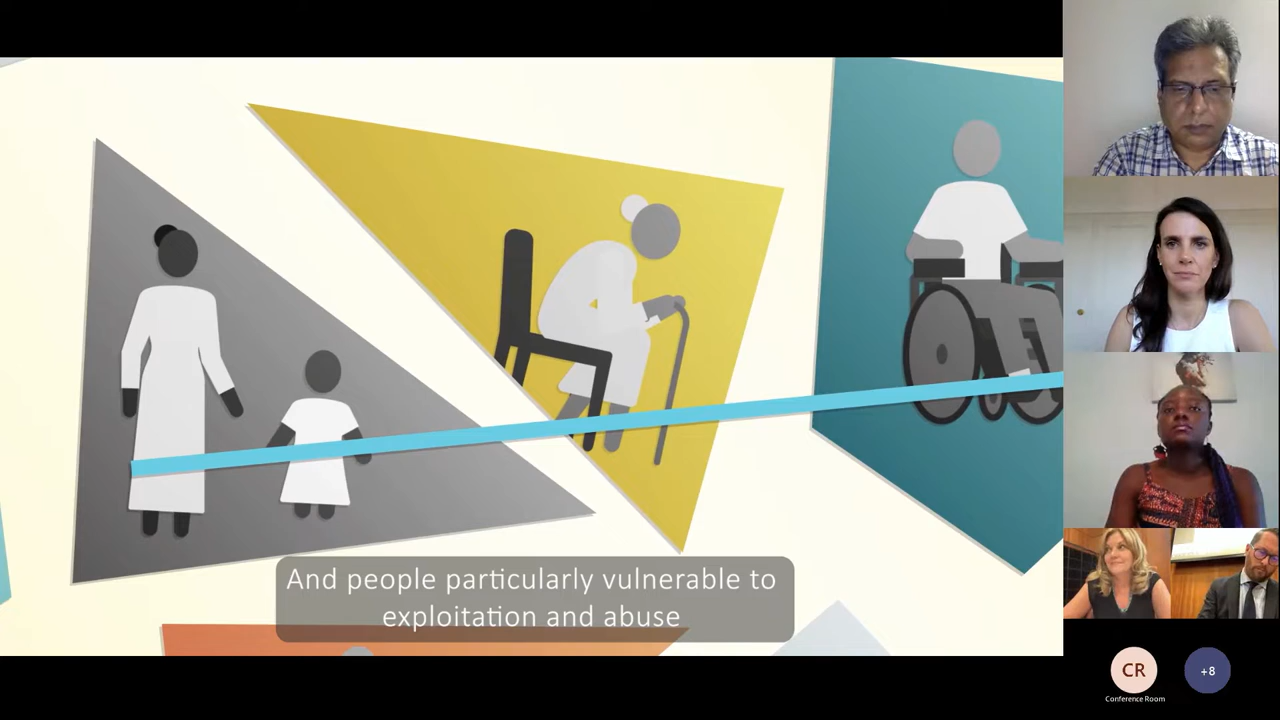 And people particularly vulnerable to
exploitation and abuse
CR
+8
Conference Room